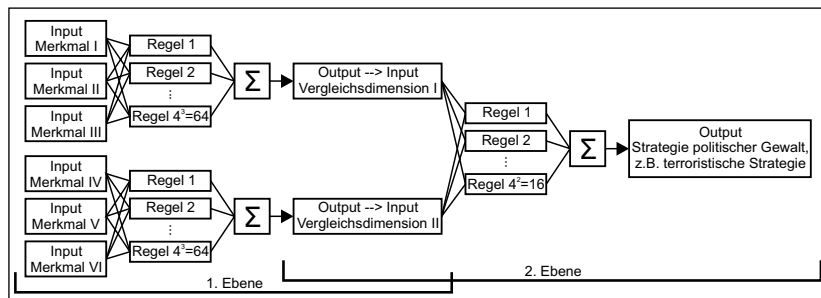 Input
Merkmal I
Input
Merkmal II
Input
Merkmal III
Regel 1
Regel 2
⋮
Regel 4³=64
Σ
Output --> Input
Vergleichsdimension I
Input
Merkmal IV
Input
Merkmal V
Input
Merkmal VI
Regel 1
Regel 2
⋮
Regel 4³=64
Σ
Output --> Input
Vergleichsdimension II
Regel 1
Regel 2
⋮
Regel 4²=16
Σ
Output
Strategie politischer Gewalt,
z.B. terroristische Strategie
1. Ebene
2. Ebene